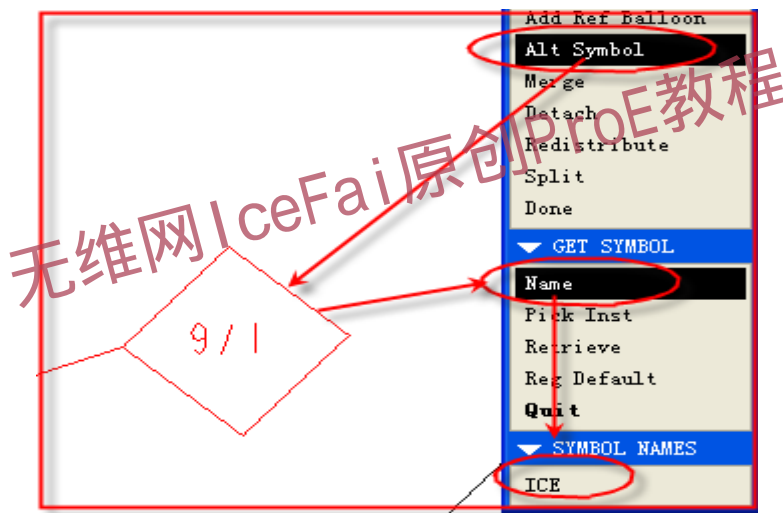 Add Ref Balloon
Alt Symbol
Merge
Detach
Redistribute
Split
Done
GET SYMBOL
Name
Pick Inst
Retrieve
Reg Default
Quit
SYMBOL NAMES
ICE
9/1
无维网IceFai原创ProE教程